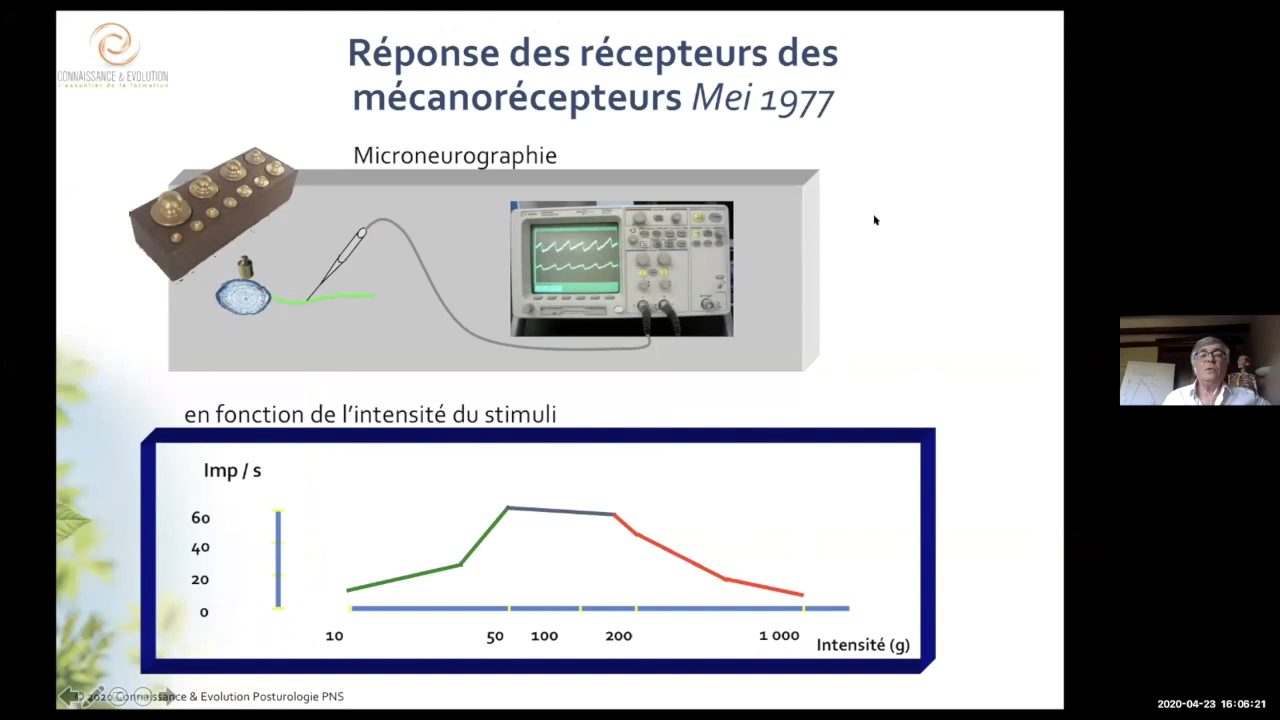 CONNAISSANCE & EVOLUTION
L'essentiel de la formation
Réponse des récepteurs des
mécanorécepteurs Mei 1977
Microneurographie
en fonction de l'intensité du stimuli
Imp / s
60
40
20
0
10 50 100 200 1 000
Intensité (g)
© 2020 Connaissance & Evolution Posturologie PNS
2020-04-23 16:06:21